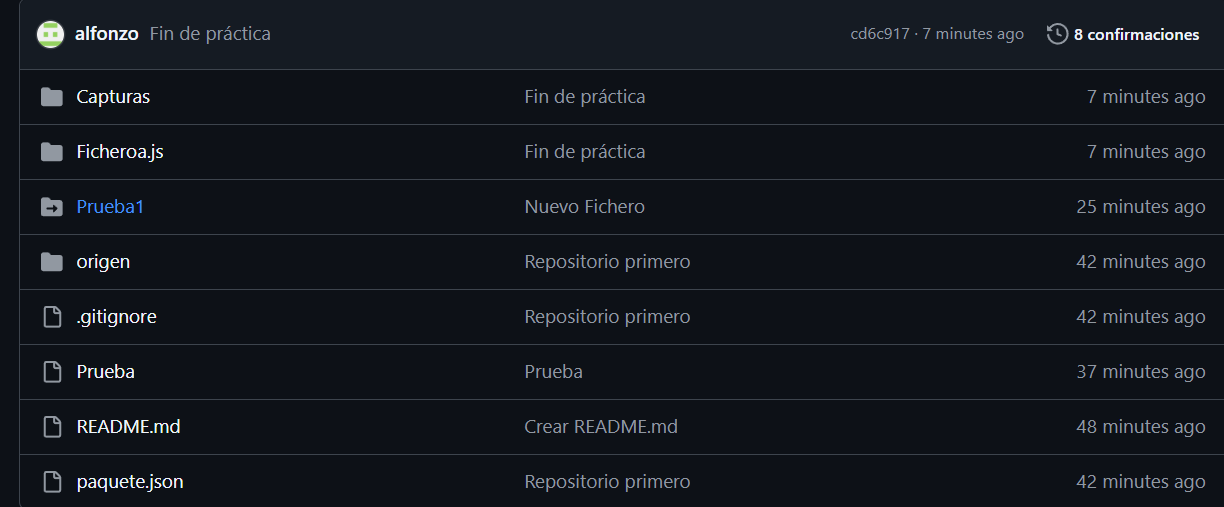 alfonzo Fin de práctica cd6c917 · 7 minutes ago 8 confirmaciones
Capturas Fin de práctica 7 minutes ago
Ficheroa.js Fin de práctica 7 minutes ago
Prueba1 Nuevo Fichero 25 minutes ago
origen Repositorio primero 42 minutes ago
.gitignore Repositorio primero 42 minutes ago
Prueba Prueba 37 minutes ago
README.md Crear README.md 48 minutes ago
paquete.json Repositorio primero 42 minutes ago